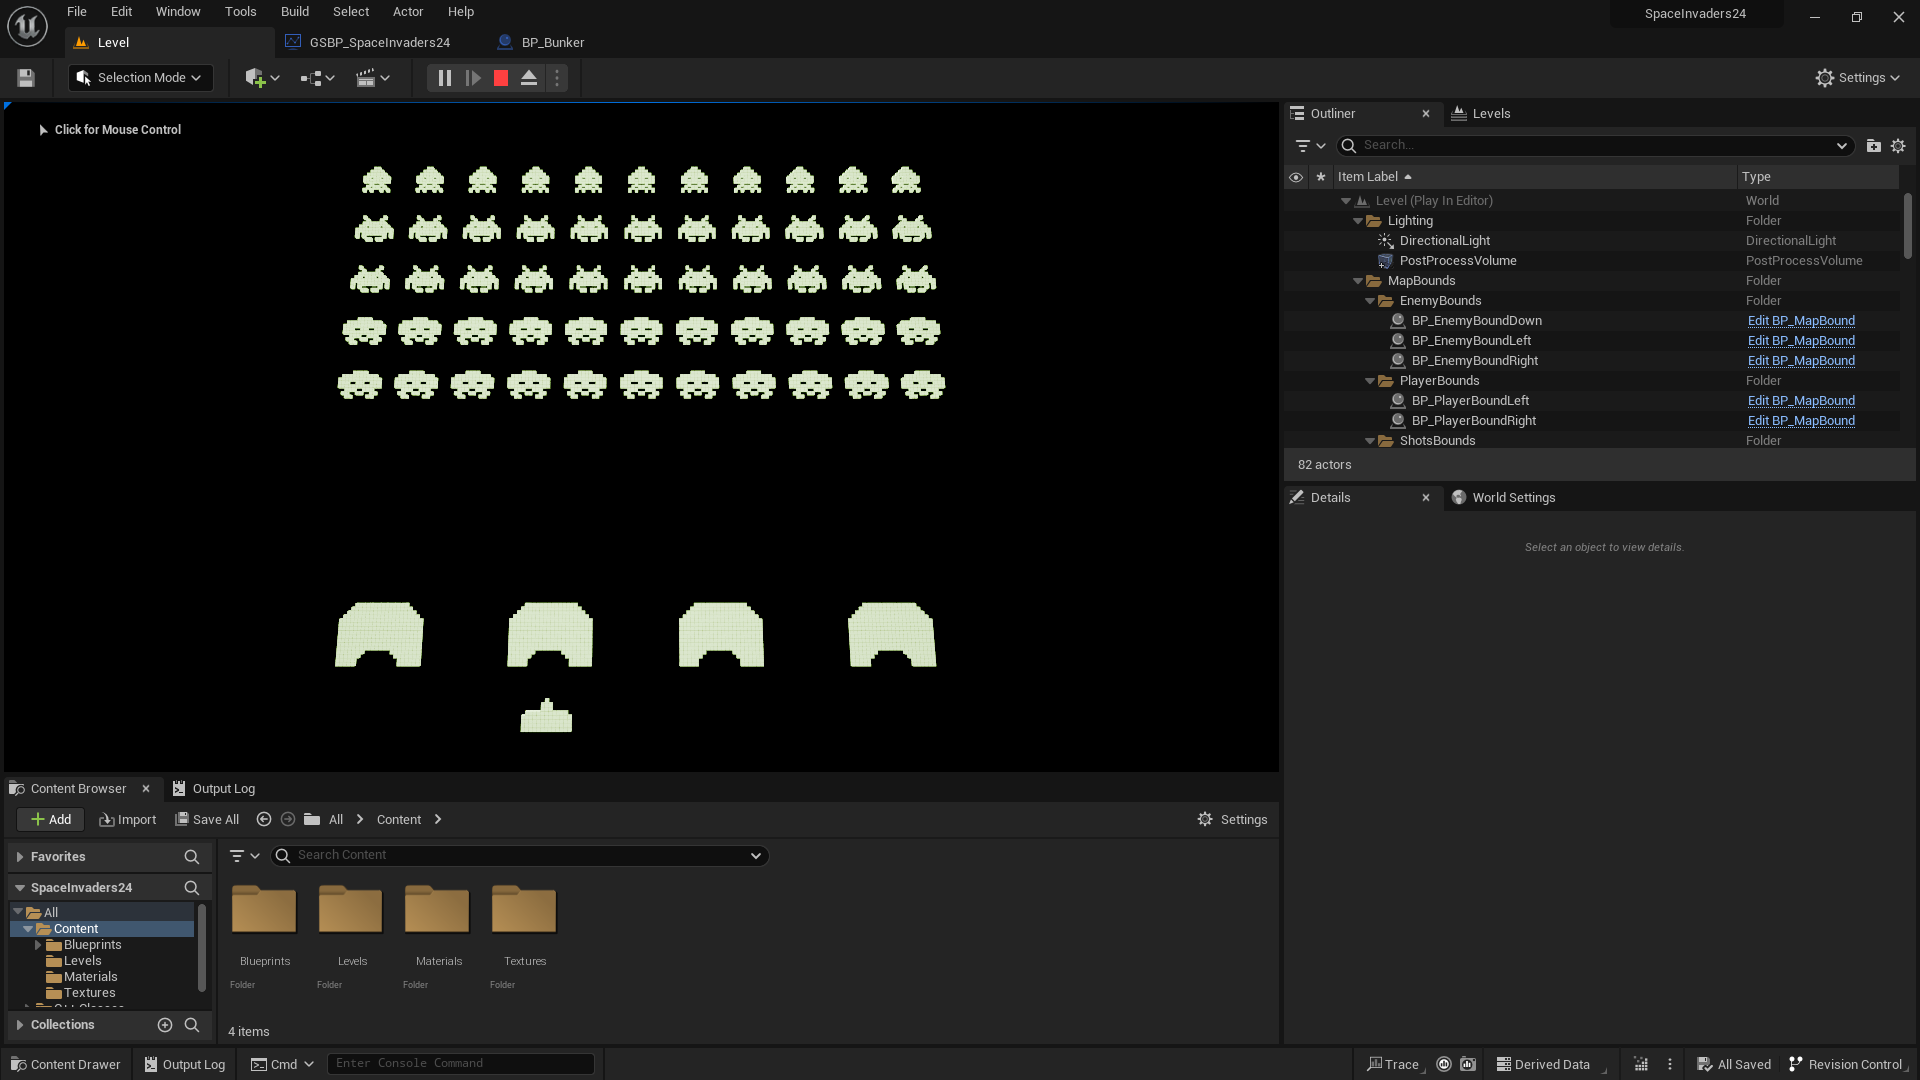 File Edit Window Tools Build Select Actor Help
SpaceInvaders24
Level
GSBP_SpaceInvaders24
BP_Bunker
Selection Mode
Settings
Click for Mouse Control
Outliner
Levels
Search...
Item Label
Type
Level (Play In Editor) World
Lighting Folder
DirectionalLight DirectionalLight
PostProcessVolume PostProcessVolume
MapBounds Folder
EnemyBounds Folder
BP_EnemyBoundDown Edit BP_MapBound
BP_EnemyBoundLeft Edit BP_MapBound
BP_EnemyBoundRight Edit BP_MapBound
PlayerBounds Folder
BP_PlayerBoundLeft Edit BP_MapBound
BP_PlayerBoundRight Edit BP_MapBound
ShotsBounds Folder
82 actors
Details
World Settings
Select an object to view details.
Content Browser
Output Log
Add
Import
Save All
All
Content
Settings
Favorites
Search Content
SpaceInvaders24
All
Content
Blueprints
Levels
Materials
Textures
Blueprints Levels Materials Textures
Folder Folder Folder Folder
Collections
4 items
Content Drawer
Output Log
Cmd
Enter Console Command
Trace
Derived Data
All Saved
Revision Control